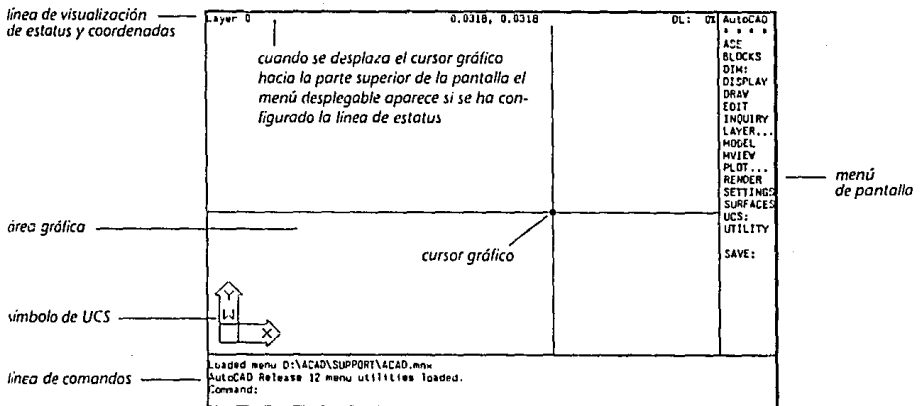 línea de visualización
de estatus y coordenadas
Layer 0
0.0318, 0.0318
DL: 0%
AutoCAD
* * * *
ASE
BLOCKS
DIM:
DISPLAY
DRAW
EDIT
INQUIRY
LAYER...
MODEL
MVIEW
PLOT...
RENDER
SETTINGS
SURFACES
UCS:
UTILITY
SAVE:
cuando se desplaza el cursor gráfico
hacia la parte superior de la pantalla el
menú desplegable aparece si se ha con-
figurado la línea de estatus
menú
de pantalla
área gráfica
cursor gráfico
símbolo de UCS
Y
W
X
línea de comandos
Loaded menu D:\ACAD\SUPPORT\ACAD.mnx
AutoCAD Release 12 menu utilities loaded.
Command: